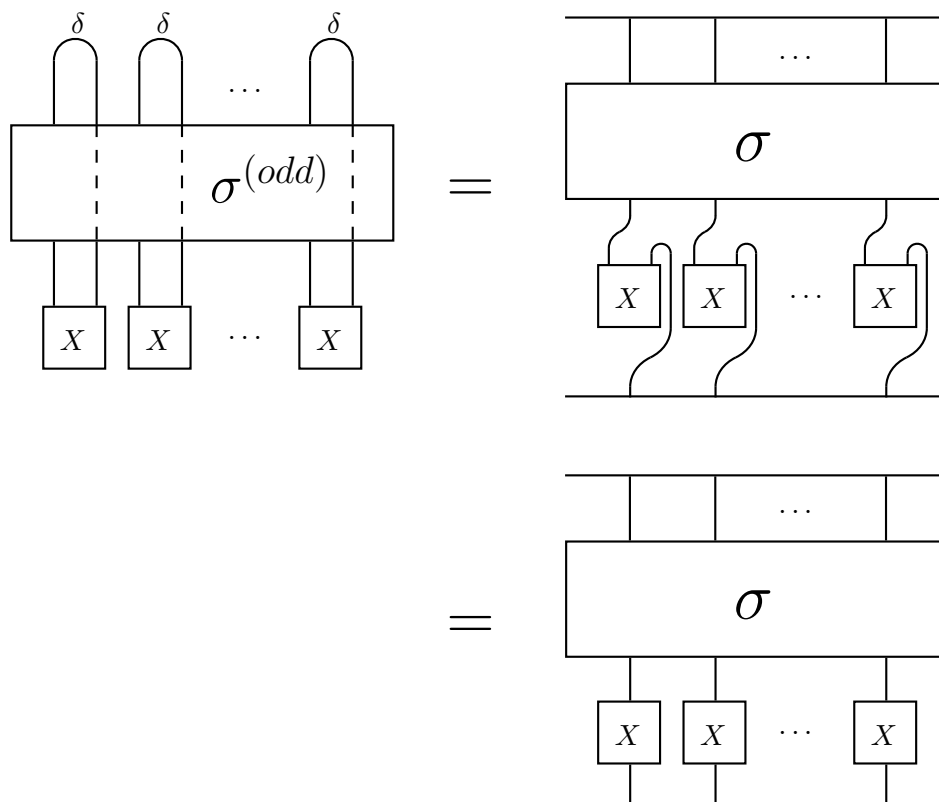 δ δ δ
⋯ ⋯
σ^(odd) = σ
X X ⋯ X X X ⋯ X
⋯
= σ
X X ⋯ X